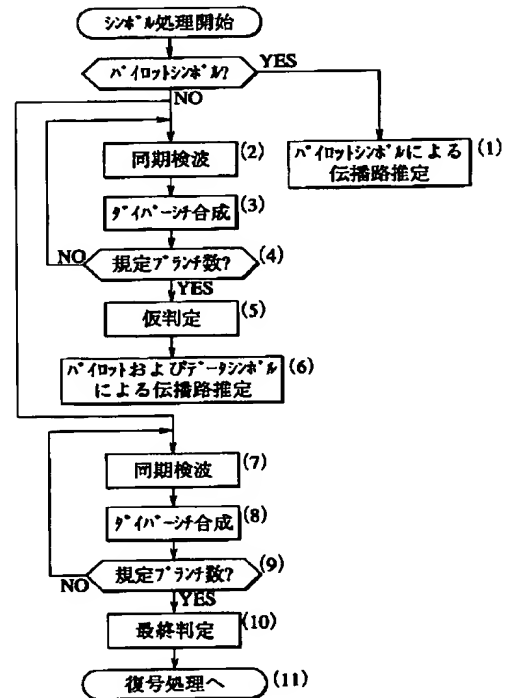 シンボル処理開始
パイロットシンボル?
YES
NO
同期検波
(2)
パイロットシンボルによる
伝播路推定
(1)
ダイバーシチ合成
(3)
NO
規定ブランチ数?
(4)
YES
仮判定
(5)
パイロットおよびデータシンボル
による伝播路推定
(6)
同期検波
(7)
ダイバーシチ合成
(8)
規定ブランチ数?
(9)
NO
YES
最終判定
(10)
復号処理へ
(11)